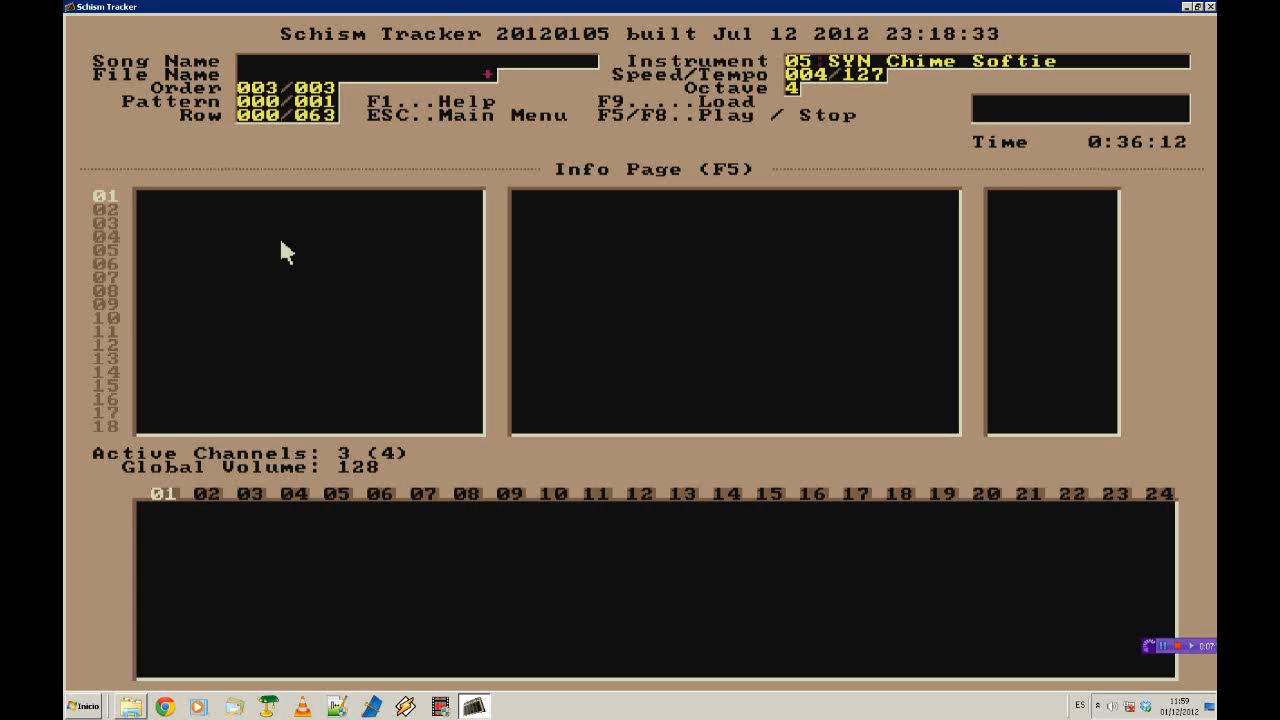 Schism Tracker
Schism Tracker 20120105 built Jul 12 2012 23:18:33
Song Name
File Name +
Order 003/003
Pattern 000/001
Row 000/063
F1...Help
ESC..Main Menu
F9.....Load
F5/F8..Play / Stop
Instrument 05 SYN Chime Softie
Speed/Tempo 004/127
Octave 4
Time 0:36:12
Info Page (F5)
01
02
03
04
05
06
07
08
09
10
11
12
13
14
15
16
17
18
Active Channels: 3 (4)
Global Volume: 128
01 02 03 04 05 06 07 08 09 10 11 12 13 14 15 16 17 18 19 20 21 22 23 24
0:07
Inicio
ES
11:59
01/12/2012